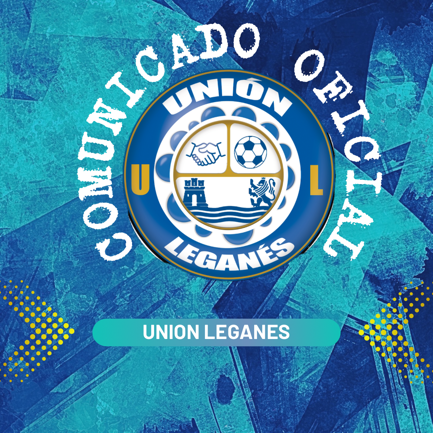 COMUNICADO OFICIAL
UNIÓN
U L
LEGANÉS
UNION LEGANES